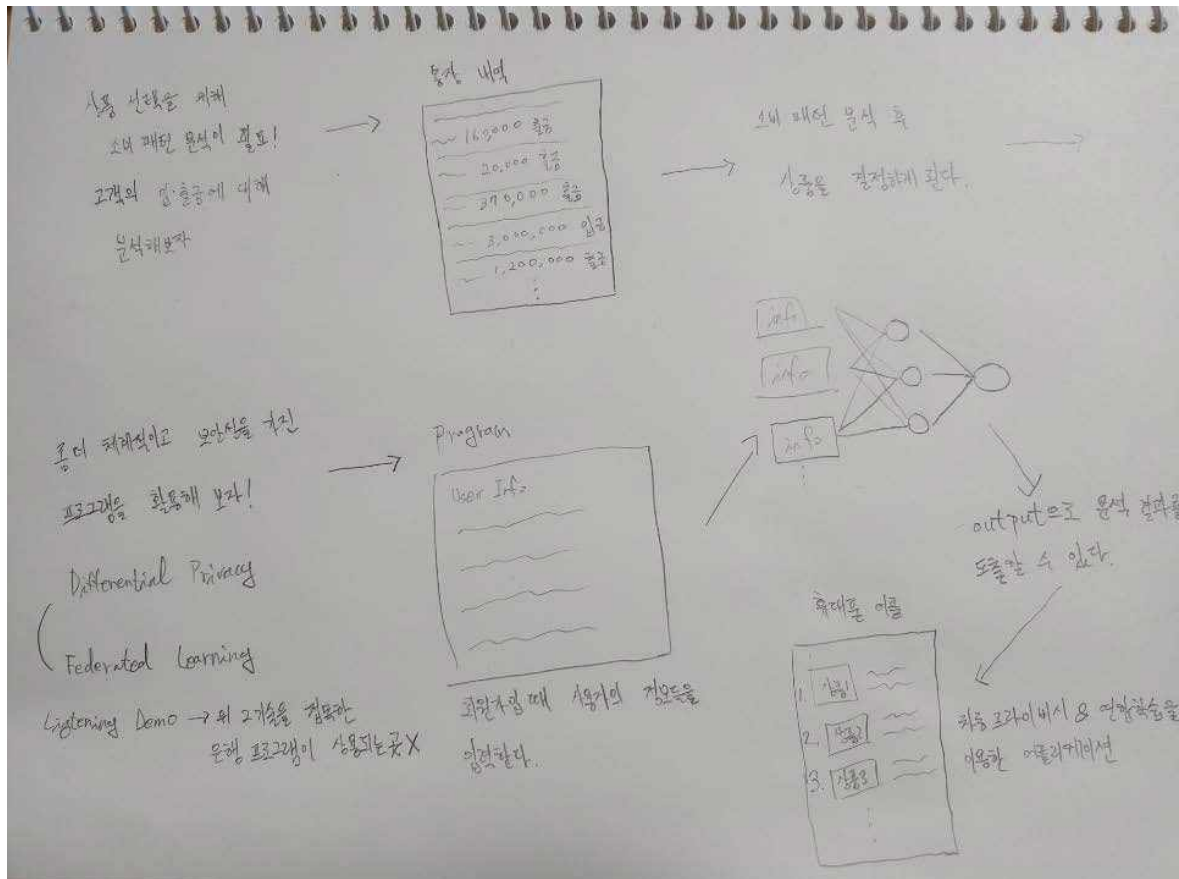 상품 선택을 위해
소비 패턴 분석이 필요!
고객의 입·출금에 대해
분석해보자
통장 내역
160,000 출금
20,000 출금
370,000 출금
3,000,000 입금
1,200,000 출금
소비 패턴 분석 후
상품을 결정하게 된다.
좀더 체계적이고 보안성을 갖춘
프로그램을 활용해 보자!
Differential Privacy
Federated Learning
Listening Demo → 위 2기술을 접목한
은행 프로그램이 상용되는곳 X
Program
User Info
회원가입 때 사용자의 정보들을
입력한다.
info
info
info
output으로 분석 결과를
도출할 수 있다.
휴대폰 어플
1. 상품1
2. 상품2
3. 상품3
차등 프라이버시 & 연합학습을
이용한 어플리케이션